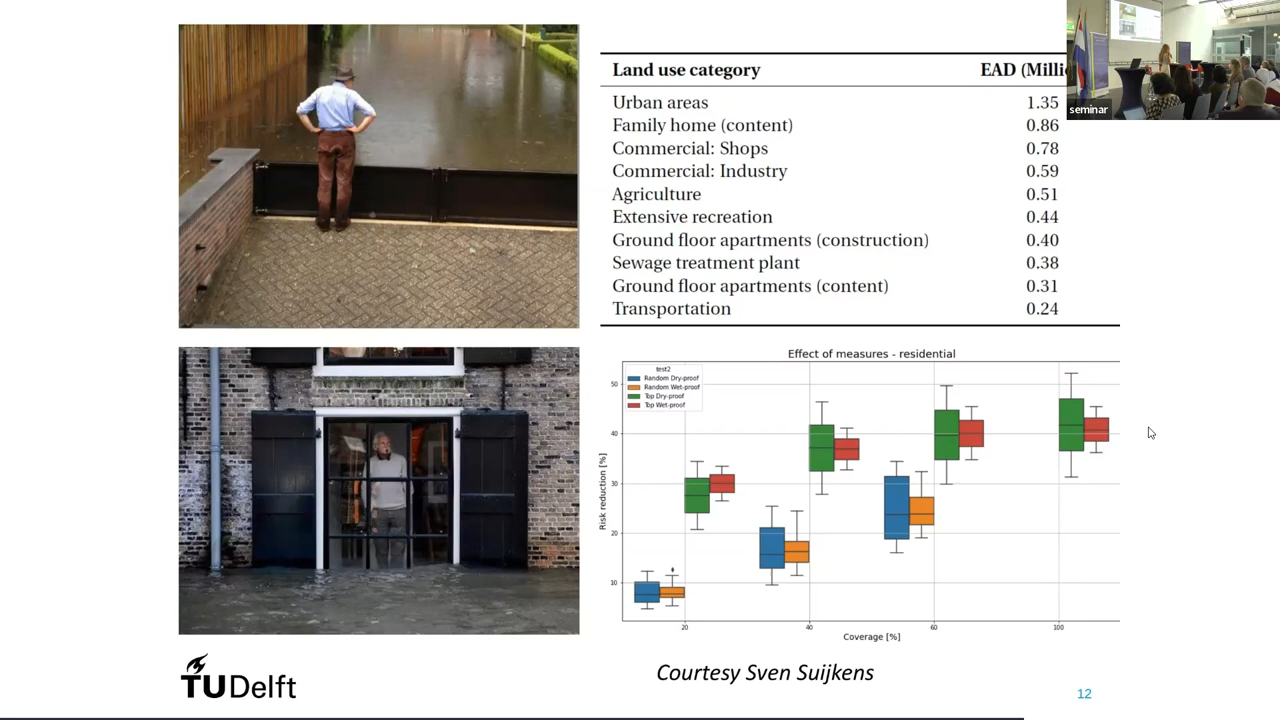 seminar
Land use category EAD (Milli
Urban areas 1.35
Family home (content) 0.86
Commercial: Shops 0.78
Commercial: Industry 0.59
Agriculture 0.51
Extensive recreation 0.44
Ground floor apartments (construction) 0.40
Sewage treatment plant 0.38
Ground floor apartments (content) 0.31
Transportation 0.24
Effect of measures - residential
test2
Random Dry-proof
Random Wet-proof
Top Dry-proof
Top Wet-proof
50
40
30
20
10
Risk reduction [%]
20 40 60 100
Coverage [%]
Courtesy Sven Suijkens
TU Delft
12